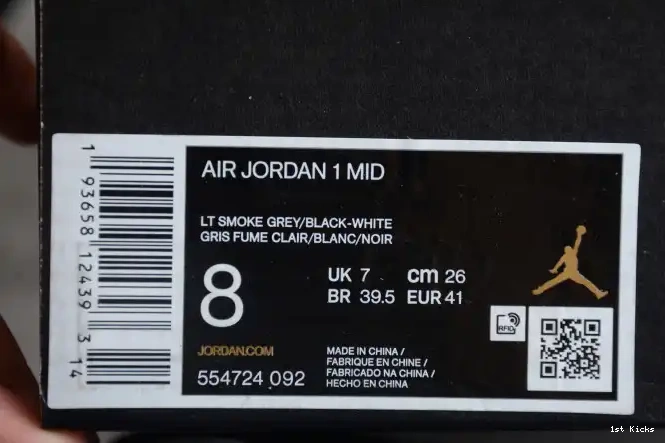 AIR JORDAN 1 MID
LT SMOKE GREY/BLACK-WHITE
GRIS FUME CLAIR/BLANC/NOIR
8
UK 7 cm 26
BR 39.5 EUR 41
JORDAN.COM
554724 092
MADE IN CHINA /
FABRIQUE EN CHINE /
FABRICADO NA CHINA /
HECHO EN CHINA
RFID
1 93658 12439 3 14
1st Kicks